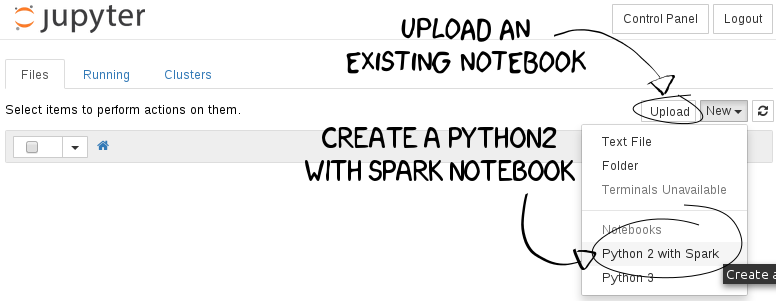 jupyter
Control Panel
Logout
UPLOAD AN
EXISTING NOTEBOOK
Files
Running
Clusters
Select items to perform actions on them.
Upload
New
CREATE A PYTHON2
WITH SPARK NOTEBOOK
Text File
Folder
Terminals Unavailable
Notebooks
Python 2 with Spark
Create a
Python 3